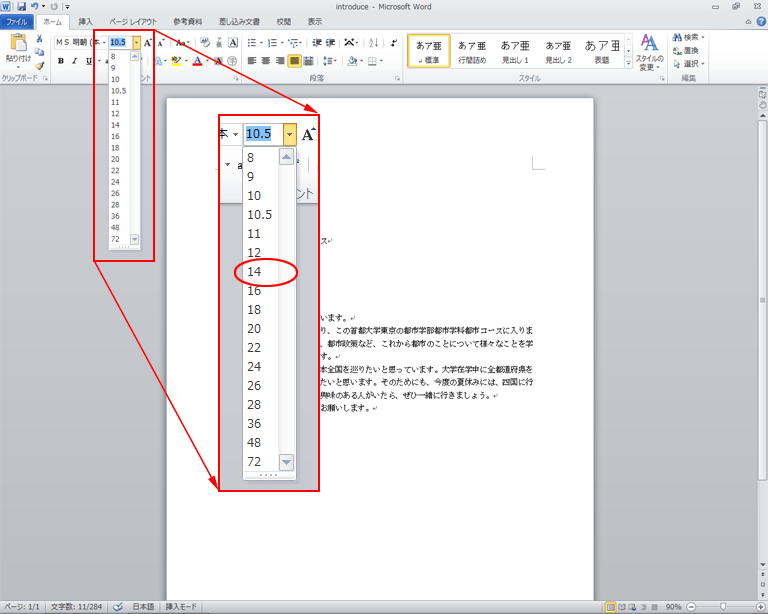 introduce - Microsoft Word
ファイル ホーム 挿入 ページ レイアウト 参考資料 差し込み文書 校閲 表示
貼り付け
クリップボード
ＭＳ 明朝 (本 10.5
B I U
段落
あア亜 あア亜 あア亜 あア亜 あア亜
標準 行間詰め 見出し 1 見出し 2 表題
スタイルの変更
スタイル
検索
置換
選択
編集
8
9
10
10.5
11
12
14
16
18
20
22
24
26
28
36
48
72
本 10.5 A
ント
8
9
10
10.5
11
12
14
16
18
20
22
24
26
28
36
48
72
ス
います。
り、この首都大学東京の都市学部都市学科都市コースに入りま
、都市政策など、これから都市のことについて様々なことを学
す。
本全国を巡りたいと思っています。大学在学中に全都道府県を
たいと思います。そのためにも、今度の夏休みには、四国に行
興味のある人がいたら、ぜひ一緒に行きましょう。
お願いします。
ページ: 1/1 文字数: 11/284 日本語 挿入モード 90%